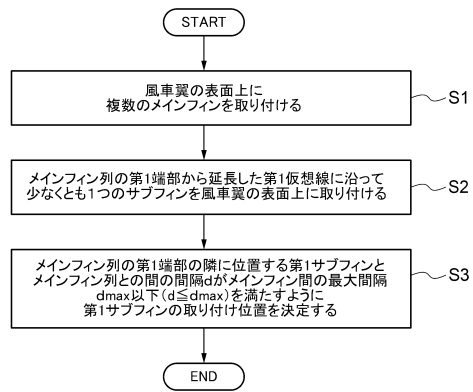 START
風車翼の表面上に
複数のメインフィンを取り付ける
S1
メインフィン列の第1端部から延長した第1仮想線に沿って
少なくとも1つのサブフィンを風車翼の表面上に取り付ける
S2
メインフィン列の第1端部の隣に位置する第1サブフィンと
メインフィン列との間の間隔dがメインフィン間の最大間隔
dmax以下(d≦dmax)を満たすように
第1サブフィンの取り付け位置を決定する
S3
END